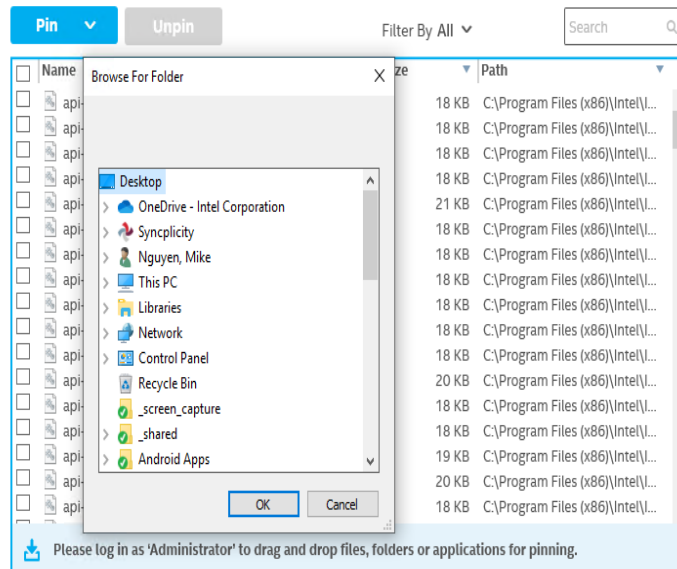 Pin
Unpin
Filter By All
Search
Name
ze
Path
Browse For Folder
Desktop
OneDrive - Intel Corporation
Syncplicity
Nguyen, Mike
This PC
Libraries
Network
Control Panel
Recycle Bin
_screen_capture
_shared
Android Apps
OK
Cancel
api- 18 KB C:\Program Files (x86)\Intel\I...
api- 18 KB C:\Program Files (x86)\Intel\I...
api- 18 KB C:\Program Files (x86)\Intel\I...
api- 18 KB C:\Program Files (x86)\Intel\I...
api- 21 KB C:\Program Files (x86)\Intel\I...
api- 18 KB C:\Program Files (x86)\Intel\I...
api- 18 KB C:\Program Files (x86)\Intel\I...
api- 18 KB C:\Program Files (x86)\Intel\I...
api- 18 KB C:\Program Files (x86)\Intel\I...
api- 18 KB C:\Program Files (x86)\Intel\I...
api- 18 KB C:\Program Files (x86)\Intel\I...
api- 20 KB C:\Program Files (x86)\Intel\I...
api- 18 KB C:\Program Files (x86)\Intel\I...
api- 18 KB C:\Program Files (x86)\Intel\I...
api- 19 KB C:\Program Files (x86)\Intel\I...
api- 20 KB C:\Program Files (x86)\Intel\I...
api- 18 KB C:\Program Files (x86)\Intel\I...
Please log in as 'Administrator' to drag and drop files, folders or applications for pinning.